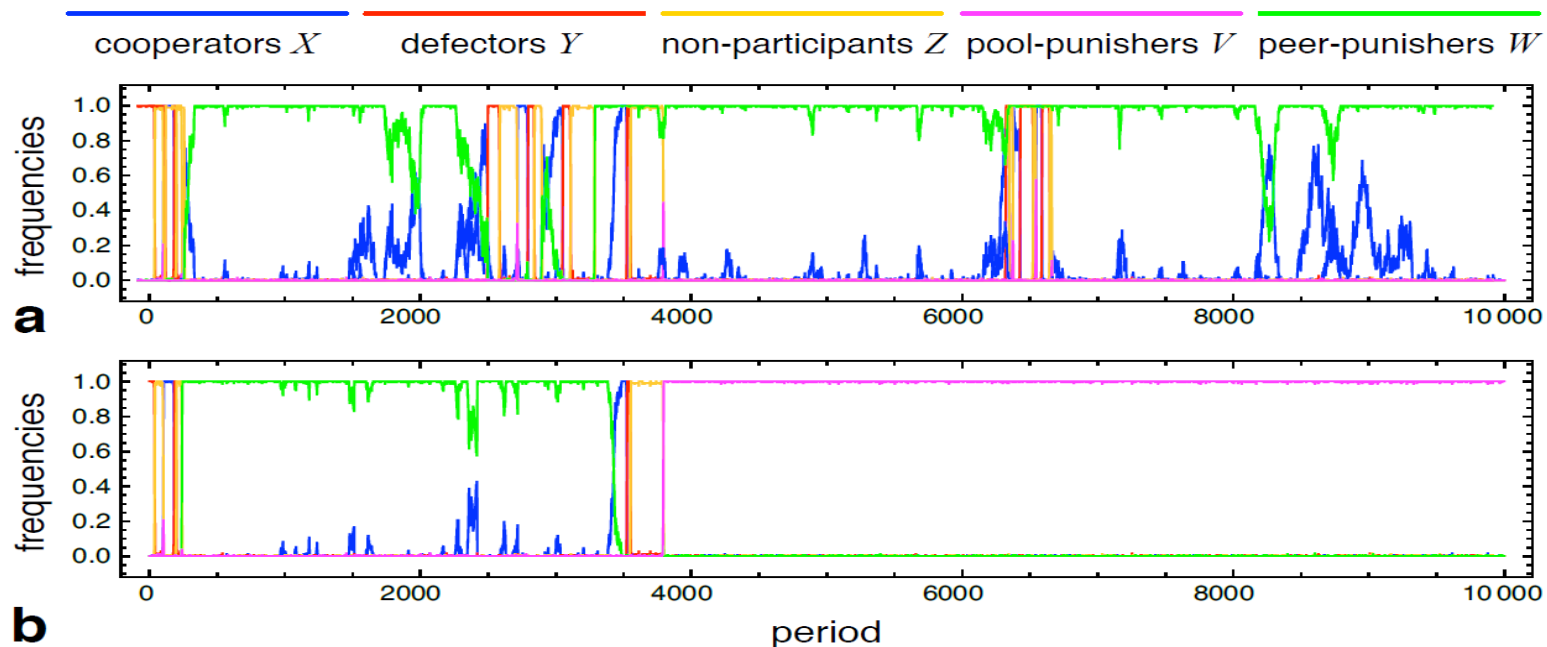 cooperators X defectors Y non-participants Z pool-punishers V peer-punishers W
frequencies
1.0
0.8
0.6
0.4
0.2
0.0
a
0 2000 4000 6000 8000 10 000
frequencies
1.0
0.8
0.6
0.4
0.2
0.0
0 2000 4000 6000 8000 10 000
b
period